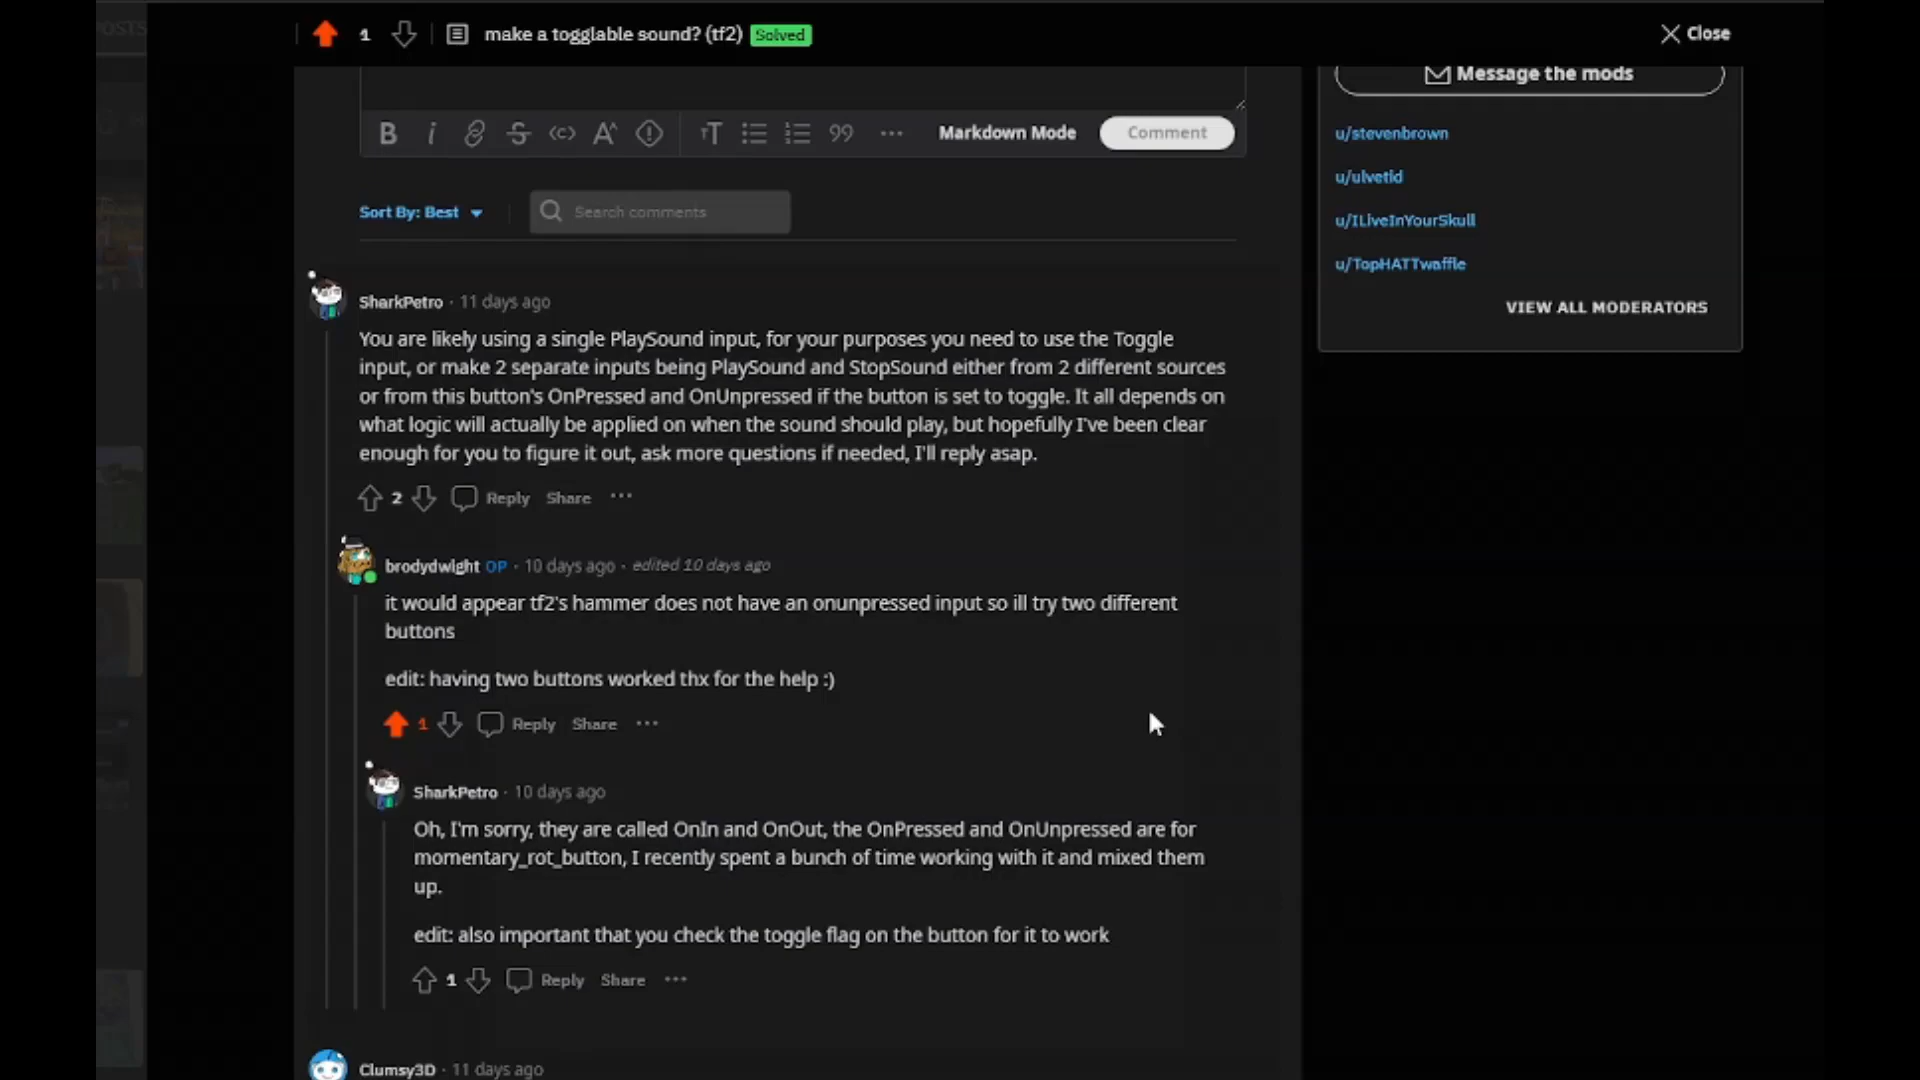 POSTS
1
make a togglable sound? (tf2) Solved
Close
Message the mods
B i Markdown Mode Comment
u/stevenbrown
u/ulvetid
u/ILiveInYourSkull
u/TopHATTwaffle
VIEW ALL MODERATORS
Sort By: Best
Search comments
SharkPetro · 11 days ago
You are likely using a single PlaySound input, for your purposes you need to use the Toggle
input, or make 2 separate inputs being PlaySound and StopSound either from 2 different sources
or from this button's OnPressed and OnUnpressed if the button is set to toggle. It all depends on
what logic will actually be applied on when the sound should play, but hopefully I've been clear
enough for you to figure it out, ask more questions if needed, I'll reply asap.
2 Reply Share ···
brodydwight OP · 10 days ago · edited 10 days ago
it would appear tf2's hammer does not have an onunpressed input so ill try two different
buttons
edit: having two buttons worked thx for the help :)
1 Reply Share ···
SharkPetro · 10 days ago
Oh, I'm sorry, they are called OnIn and OnOut, the OnPressed and OnUnpressed are for
momentary_rot_button, I recently spent a bunch of time working with it and mixed them
up.
edit: also important that you check the toggle flag on the button for it to work
1 Reply Share ···
Clumsy3D · 11 days ago